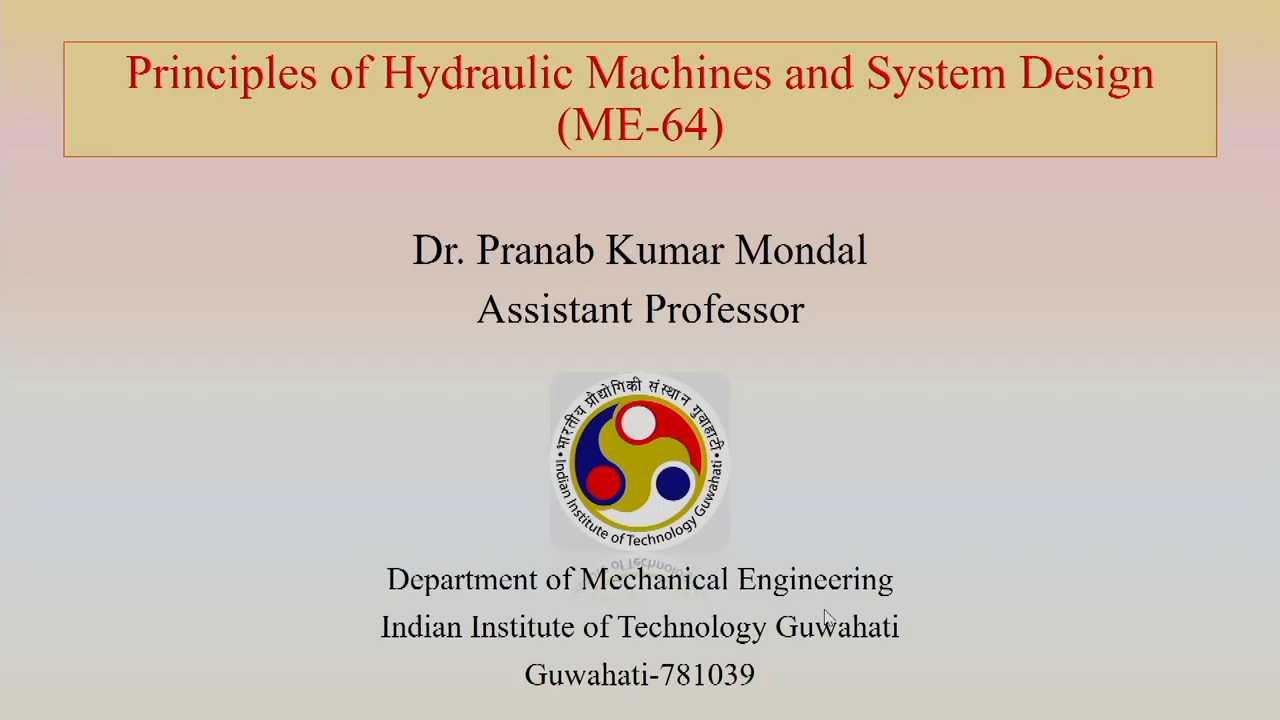 Principles of Hydraulic Machines and System Design
(ME-64)
Dr. Pranab Kumar Mondal
Assistant Professor
भारतीय प्रौद्योगिकी संस्थान गुवाहाटी
Indian Institute of Technology Guwahati
Department of Mechanical Engineering
Indian Institute of Technology Guwahati
Guwahati-781039